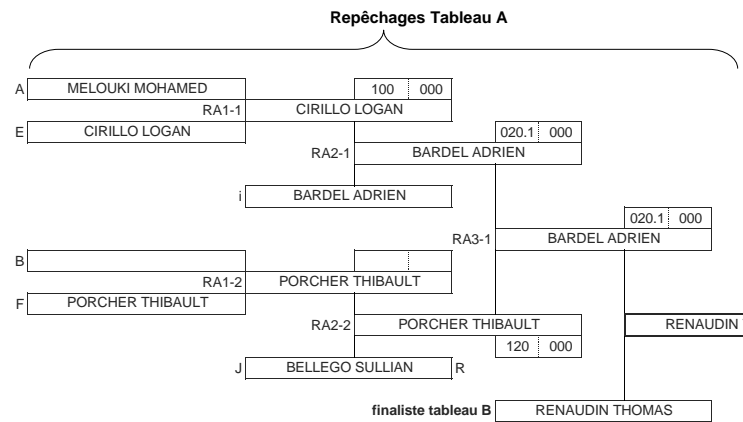 Repêchages Tableau A
A MELOUKI MOHAMED 100 000
RA1-1 CIRILLO LOGAN
E CIRILLO LOGAN 020.1 000
RA2-1 BARDEL ADRIEN
i BARDEL ADRIEN
020.1 000
RA3-1 BARDEL ADRIEN
B
RA1-2 PORCHER THIBAULT
F PORCHER THIBAULT
RA2-2 PORCHER THIBAULT RENAUDIN
120 000
J BELLEGO SULLIAN R
finaliste tableau B RENAUDIN THOMAS